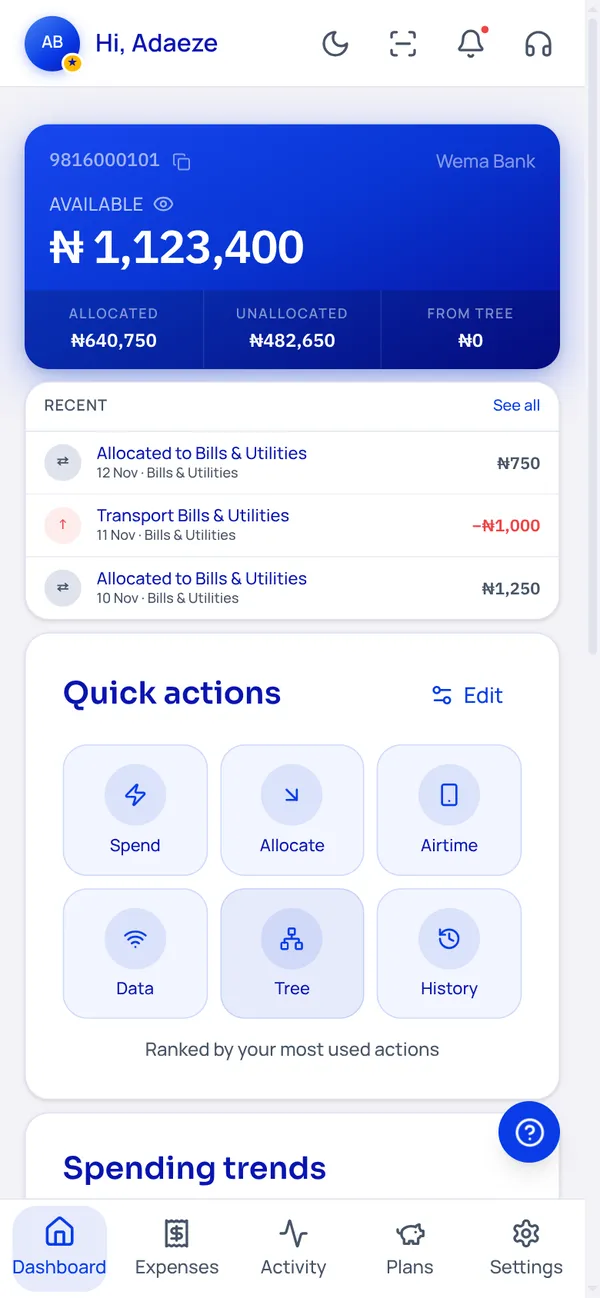 AB
Hi, Adaeze
9816000101
Wema Bank
AVAILABLE
₦ 1,123,400
ALLOCATED
UNALLOCATED
FROM TREE
₦640,750
₦482,650
₦0
RECENT
See all
Allocated to Bills & Utilities
12 Nov · Bills & Utilities
₦750
Transport Bills & Utilities
11 Nov · Bills & Utilities
−₦1,000
Allocated to Bills & Utilities
10 Nov · Bills & Utilities
₦1,250
Quick actions
Edit
Spend
Allocate
Airtime
Data
Tree
History
Ranked by your most used actions
Spending trends
Dashboard
Expenses
Activity
Plans
Settings